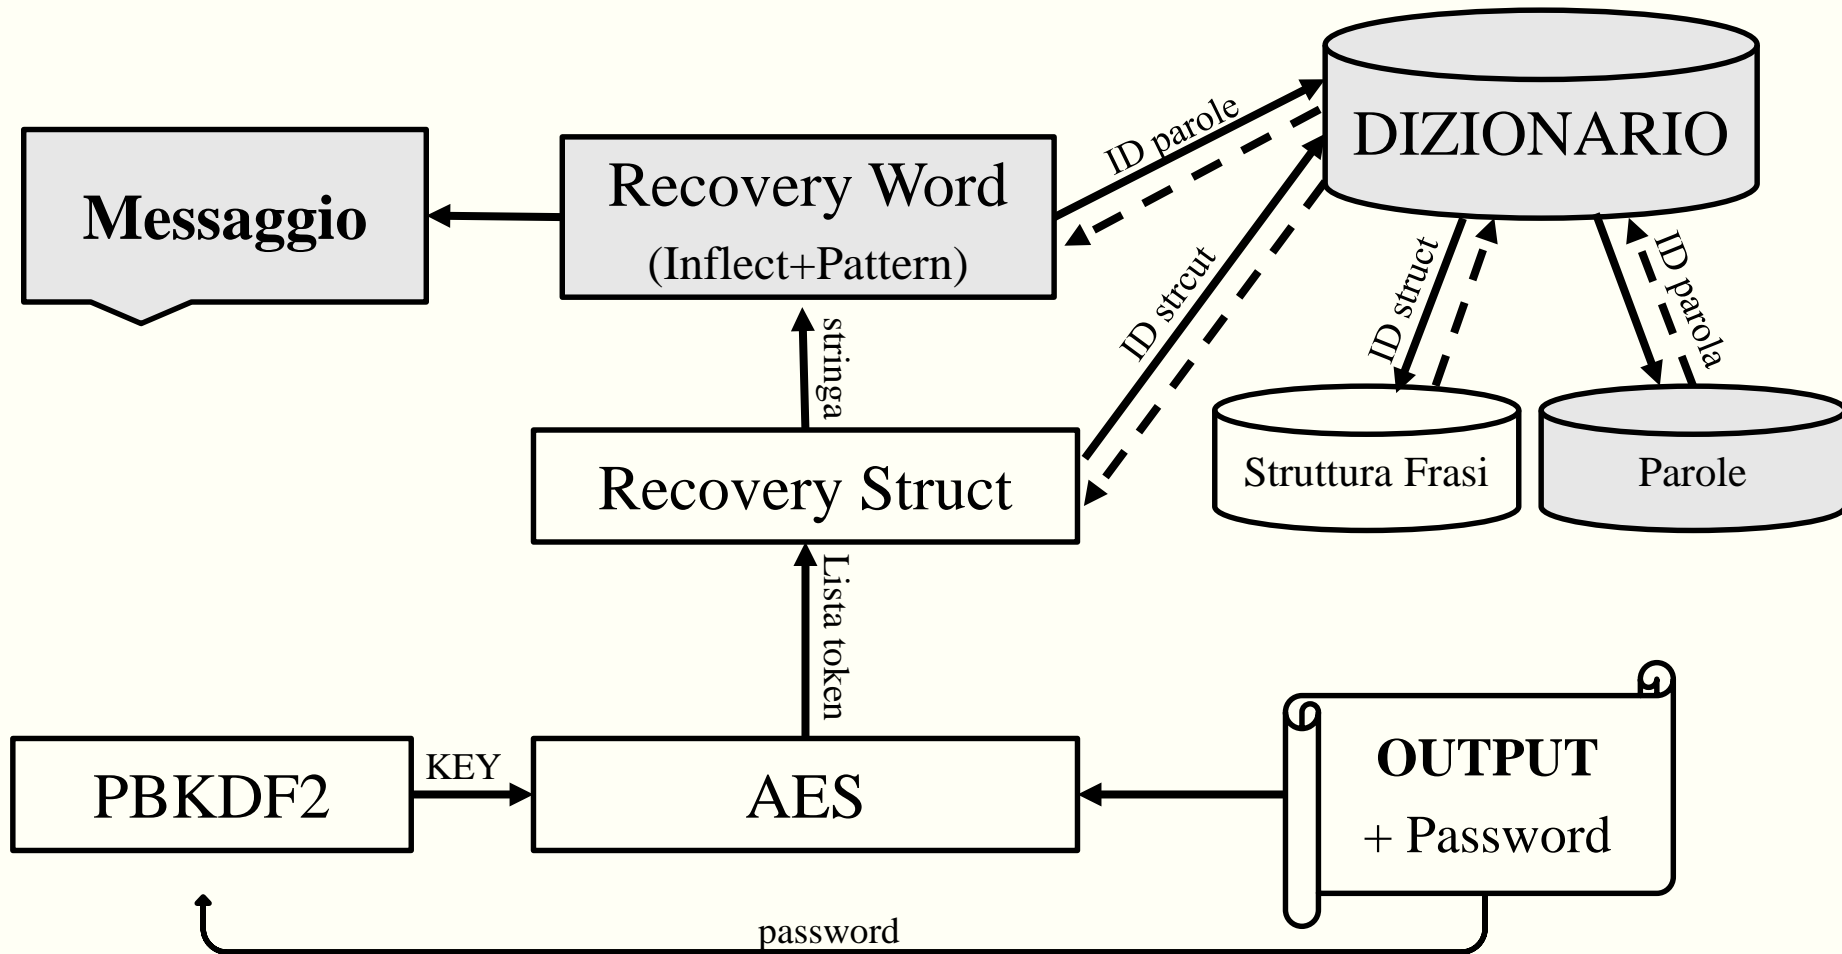 DIZIONARIO
ID parole
Messaggio
Recovery Word
(Inflect+Pattern)
ID strcut
ID struct
ID parola
stringa
Recovery Struct
Struttura Frasi
Parole
Lista token
PBKDF2
KEY
AES
OUTPUT
+ Password
password